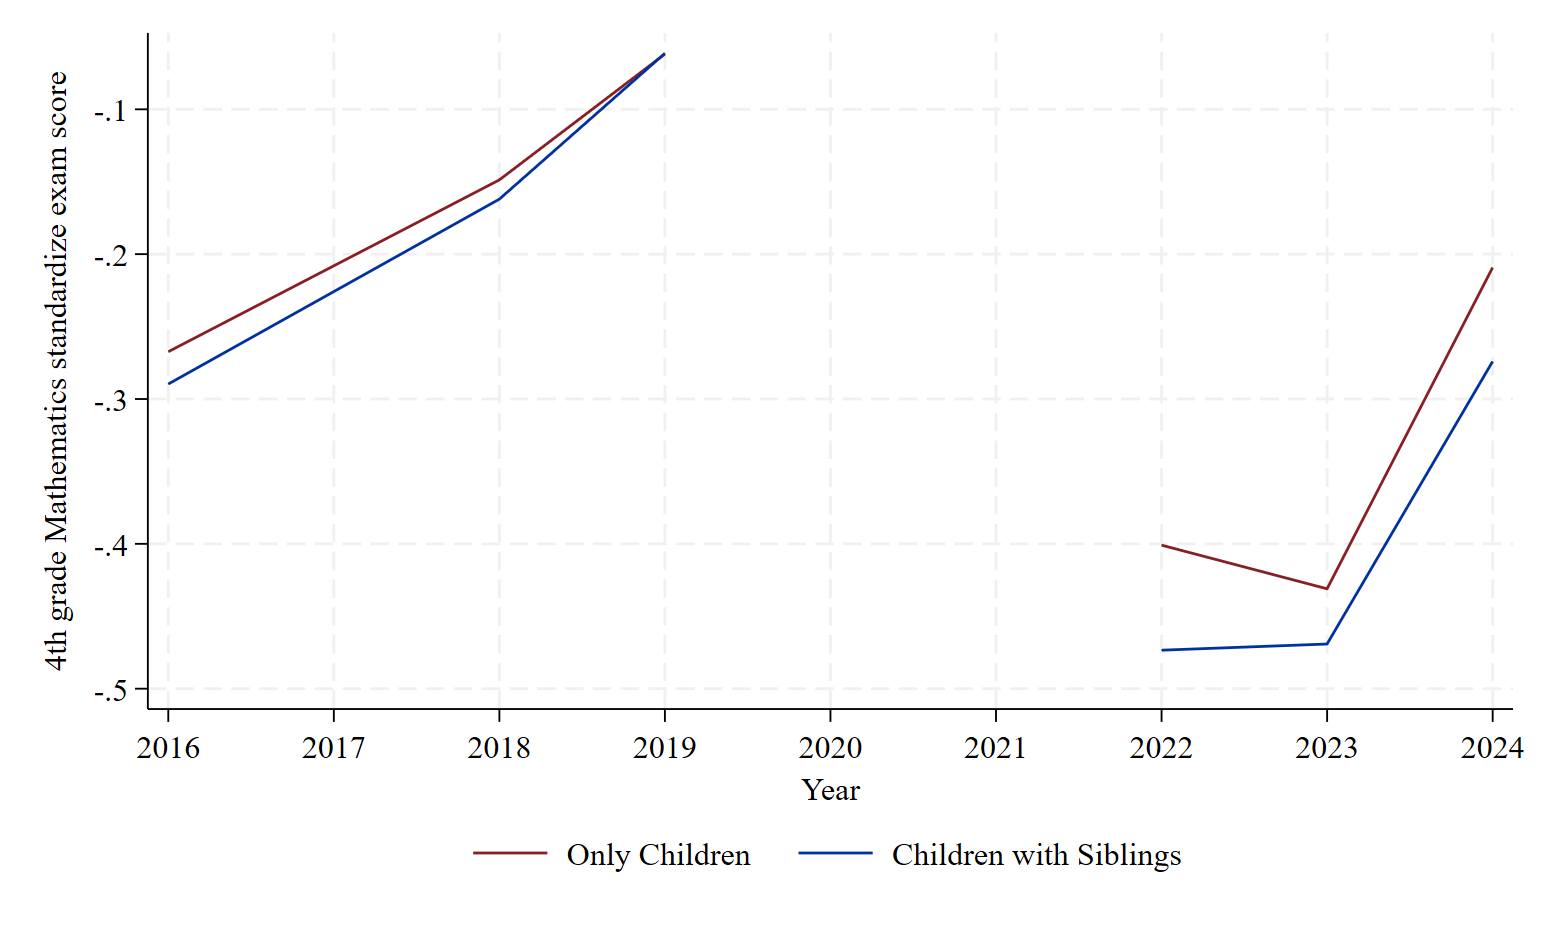 4th grade Mathematics standardize exam score
-.1
-.2
-.3
-.4
-.5
2016 2017 2018 2019 2020 2021 2022 2023 2024
Year
Only Children Children with Siblings